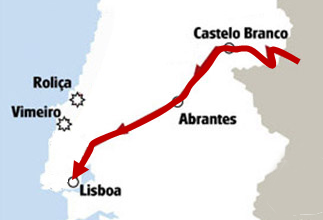 Castelo Branco
Roliça
Vimeiro
Abrantes
Lisboa